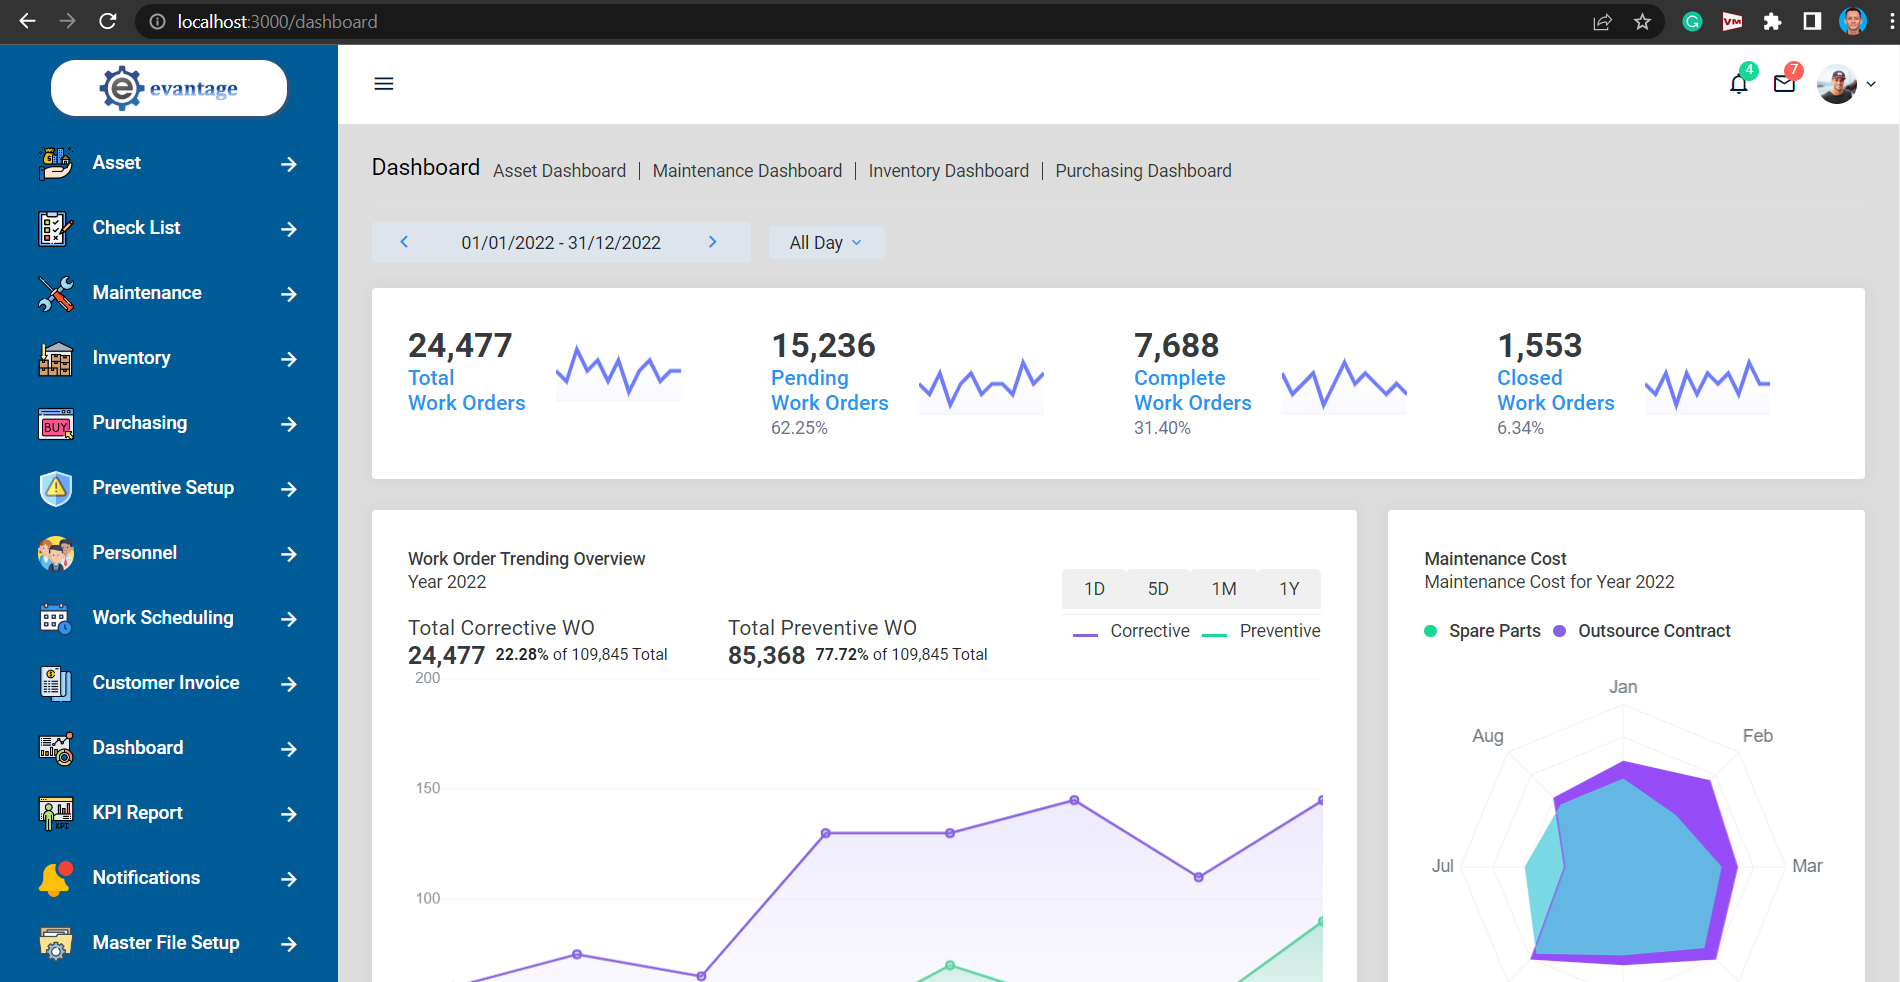 localhost:3000/dashboard
G
VM
e evantage
4
7
Asset
Check List
Maintenance
Inventory
BUY
Purchasing
Preventive Setup
Personnel
Work Scheduling
Customer Invoice
Dashboard
KPI
KPI Report
Notifications
Master File Setup
Dashboard Asset Dashboard | Maintenance Dashboard | Inventory Dashboard | Purchasing Dashboard
01/01/2022 - 31/12/2022
All Day
24,477
Total
Work Orders
15,236
Pending
Work Orders
62.25%
7,688
Complete
Work Orders
31.40%
1,553
Closed
Work Orders
6.34%
Work Order Trending Overview
Year 2022
1D 5D 1M 1Y
Corrective Preventive
Total Corrective WO
24,477 22.28% of 109,845 Total
Total Preventive WO
85,368 77.72% of 109,845 Total
200
150
100
Maintenance Cost
Maintenance Cost for Year 2022
Spare Parts Outsource Contract
Jan
Feb
Mar
Jul
Aug